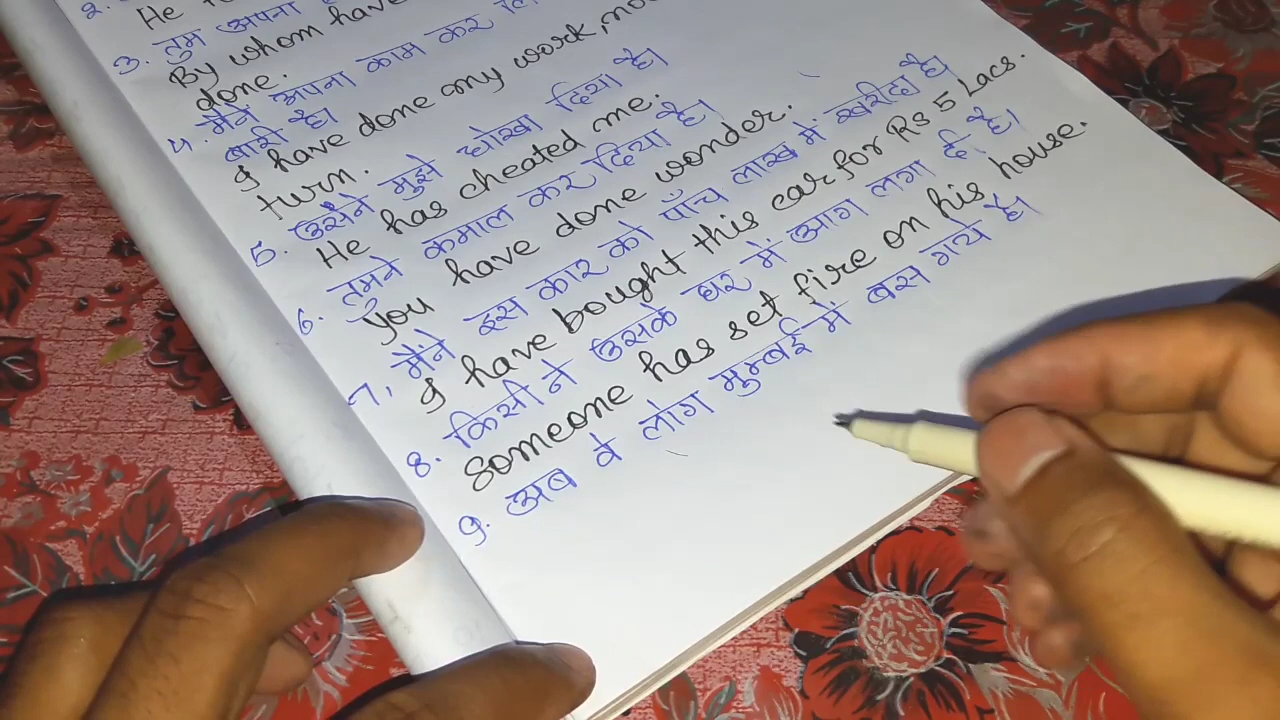 2.
He
3. तुम अपना
By whom have
done.
4. मैंने अपना काम कर
बारी है।
I have done my work,
turn.
5. उसने मुझे धोखा दिया है।
He has cheated me.
6. तुमने कमाल कर दिया है।
You have done wonder.
7. मैंने इस कार को पाँच लाख में खरीदा है।
I have bought this car for Rs 5 Lacs.
8. किसी ने उसके घर में आग लगा दी है।
Someone has set fire on his house.
9. अब वे लोग मुम्बई में बस गये है।